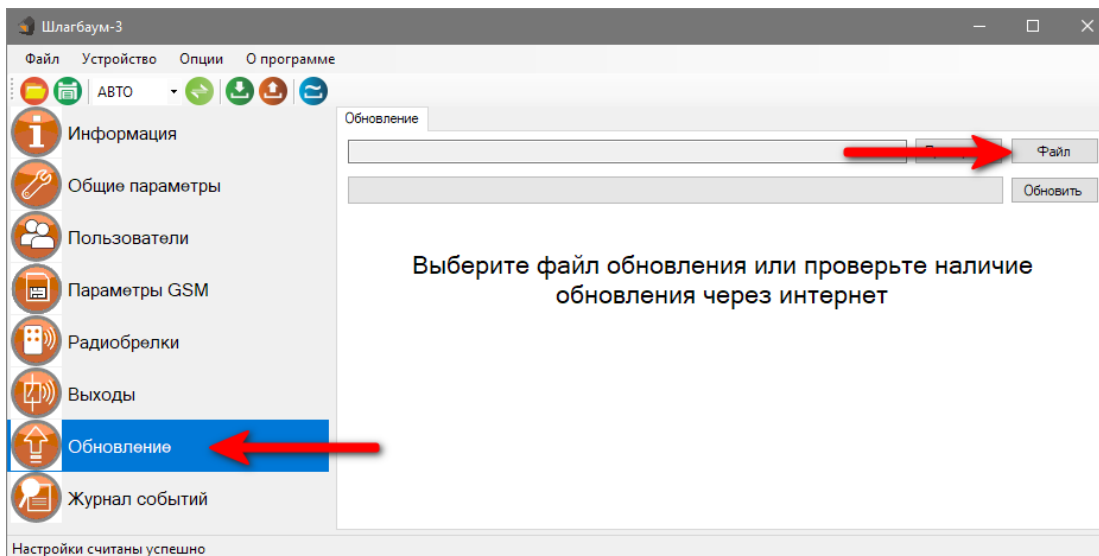 Шлагбаум-3
Файл Устройство Опции О программе
АВТО
Информация
Общие параметры
Пользователи
Параметры GSM
Радиобрелки
Выходы
Обновление
Журнал событий
Обновление
Файл
Обновить
Выберите файл обновления или проверьте наличие
обновления через интернет
Настройки считаны успешно